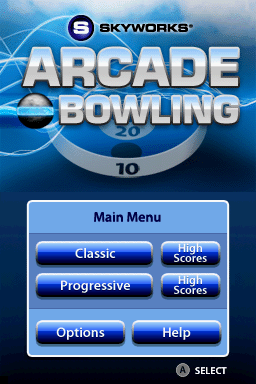 S SKYWORKS®
ARCADE
BOWLING
20
10
Main Menu
Classic
High
Scores
Progressive
High
Scores
Options
Help
A SELECT